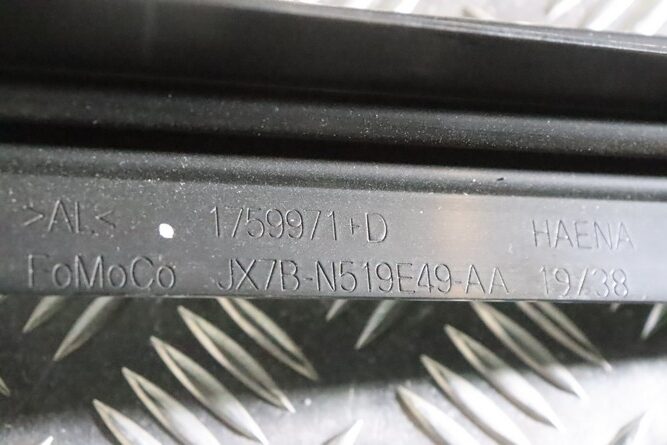 >AL< 1759971+D HAENA
FoMoCo JX7B-N519E49-AA 19/38